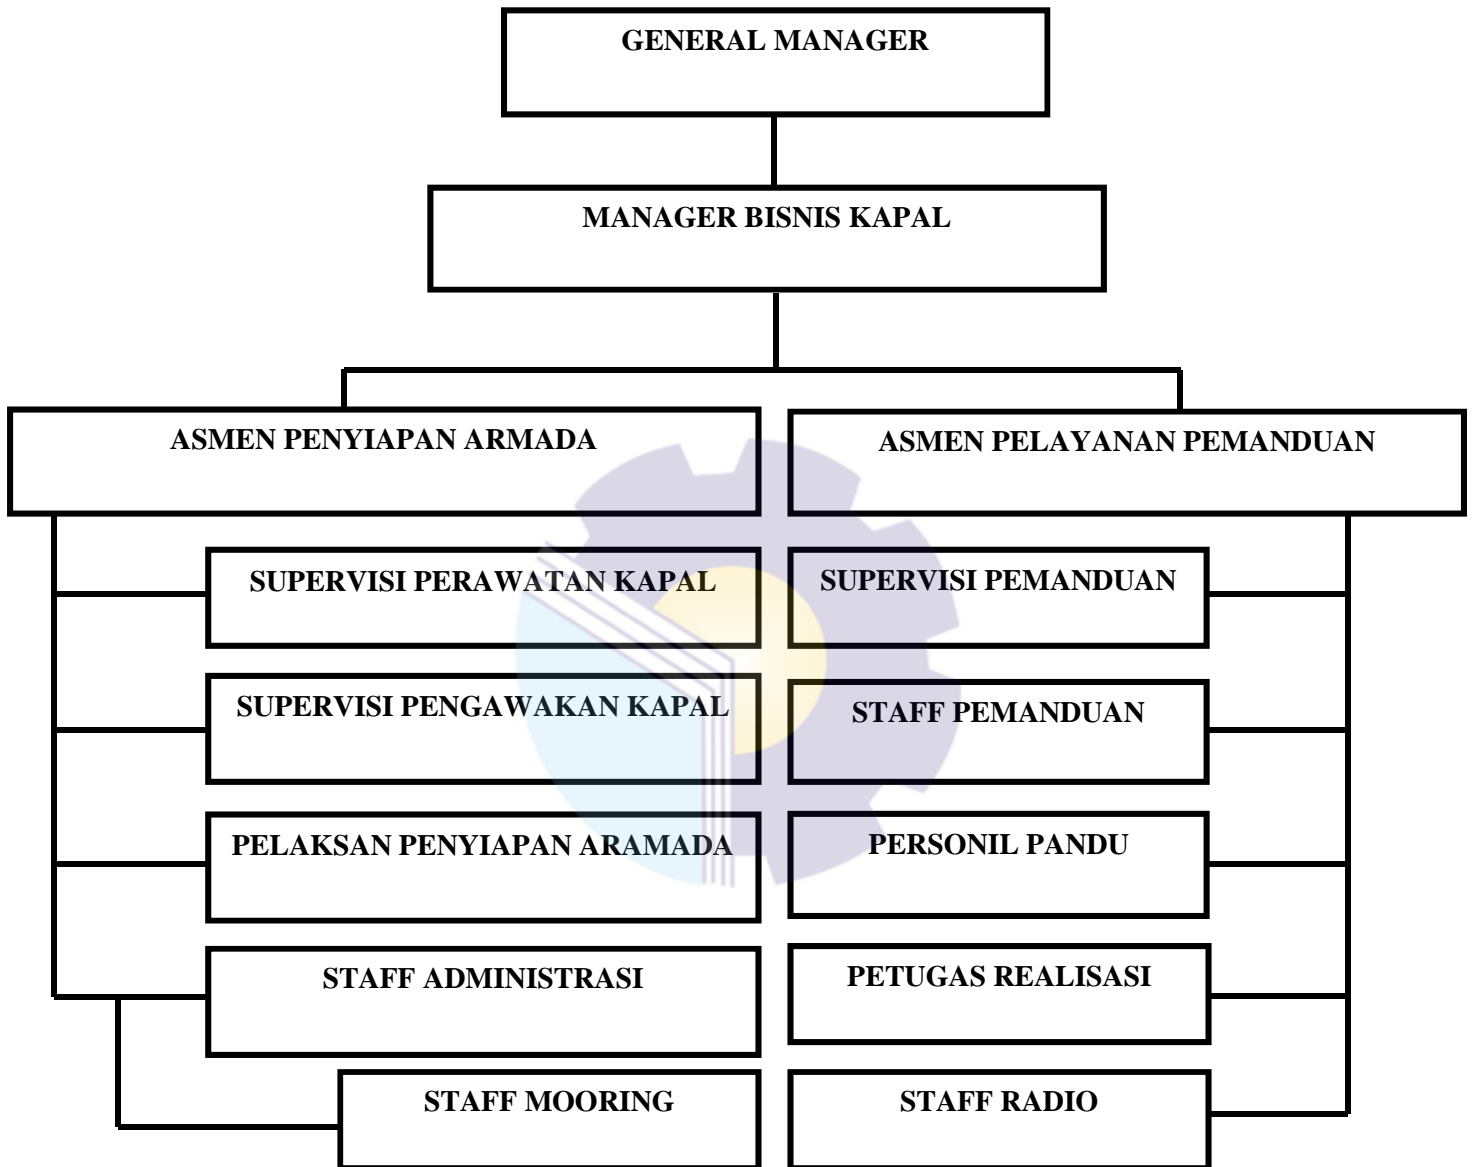 GENERAL MANAGER
MANAGER BISNIS KAPAL
ASMEN PENYIAPAN ARMADA
ASMEN PELAYANAN PEMANDUAN
SUPERVISI PERAWATAN KAPAL
SUPERVISI PEMANDUAN
SUPERVISI PENGAWAKAN KAPAL
STAFF PEMANDUAN
PELAKSAN PENYIAPAN ARAMADA
PERSONIL PANDU
STAFF ADMINISTRASI
PETUGAS REALISASI
STAFF MOORING
STAFF RADIO